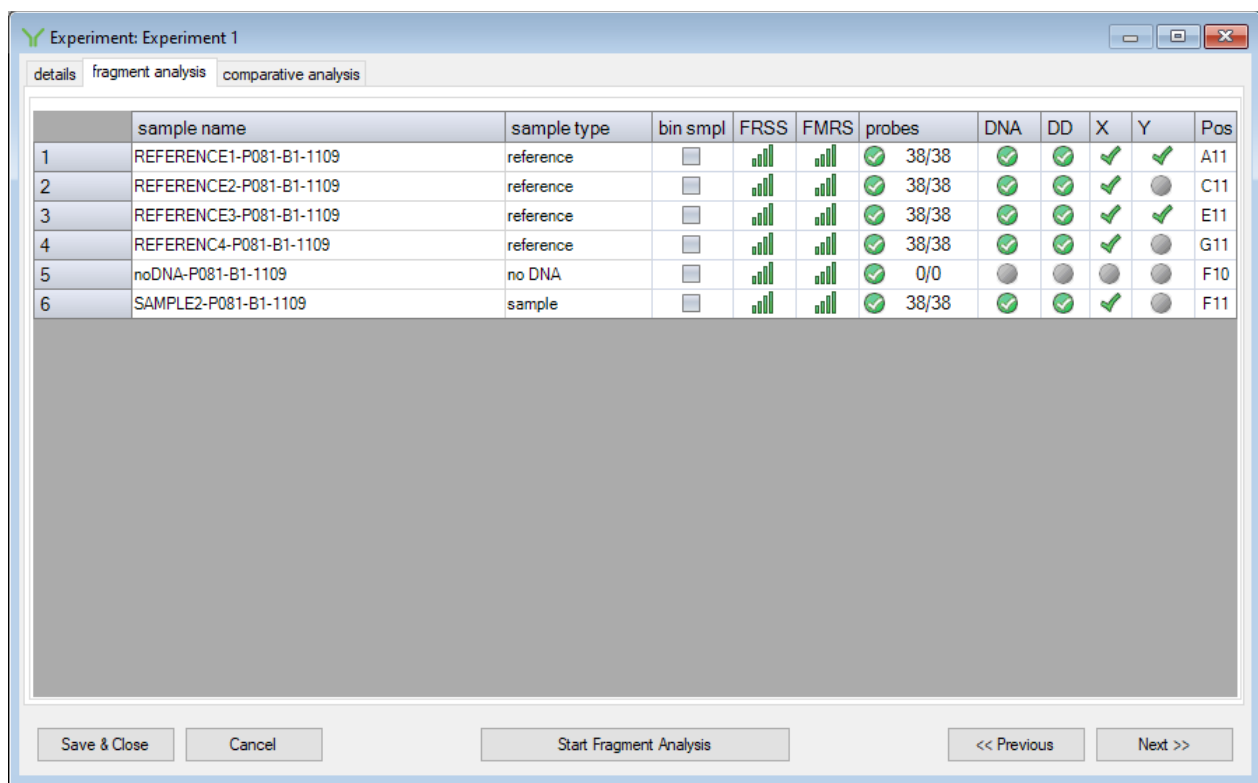 Experiment: Experiment 1
details fragment analysis comparative analysis
sample name sample type bin smpl FRSS FMRS probes DNA DD X Y Pos
1 REFERENCE1-P081-B1-1109 reference 38/38 A11
2 REFERENCE2-P081-B1-1109 reference 38/38 C11
3 REFERENCE3-P081-B1-1109 reference 38/38 E11
4 REFERENC4-P081-B1-1109 reference 38/38 G11
5 noDNA-P081-B1-1109 no DNA 0/0 F10
6 SAMPLE2-P081-B1-1109 sample 38/38 F11
Save & Close Cancel Start Fragment Analysis << Previous Next >>